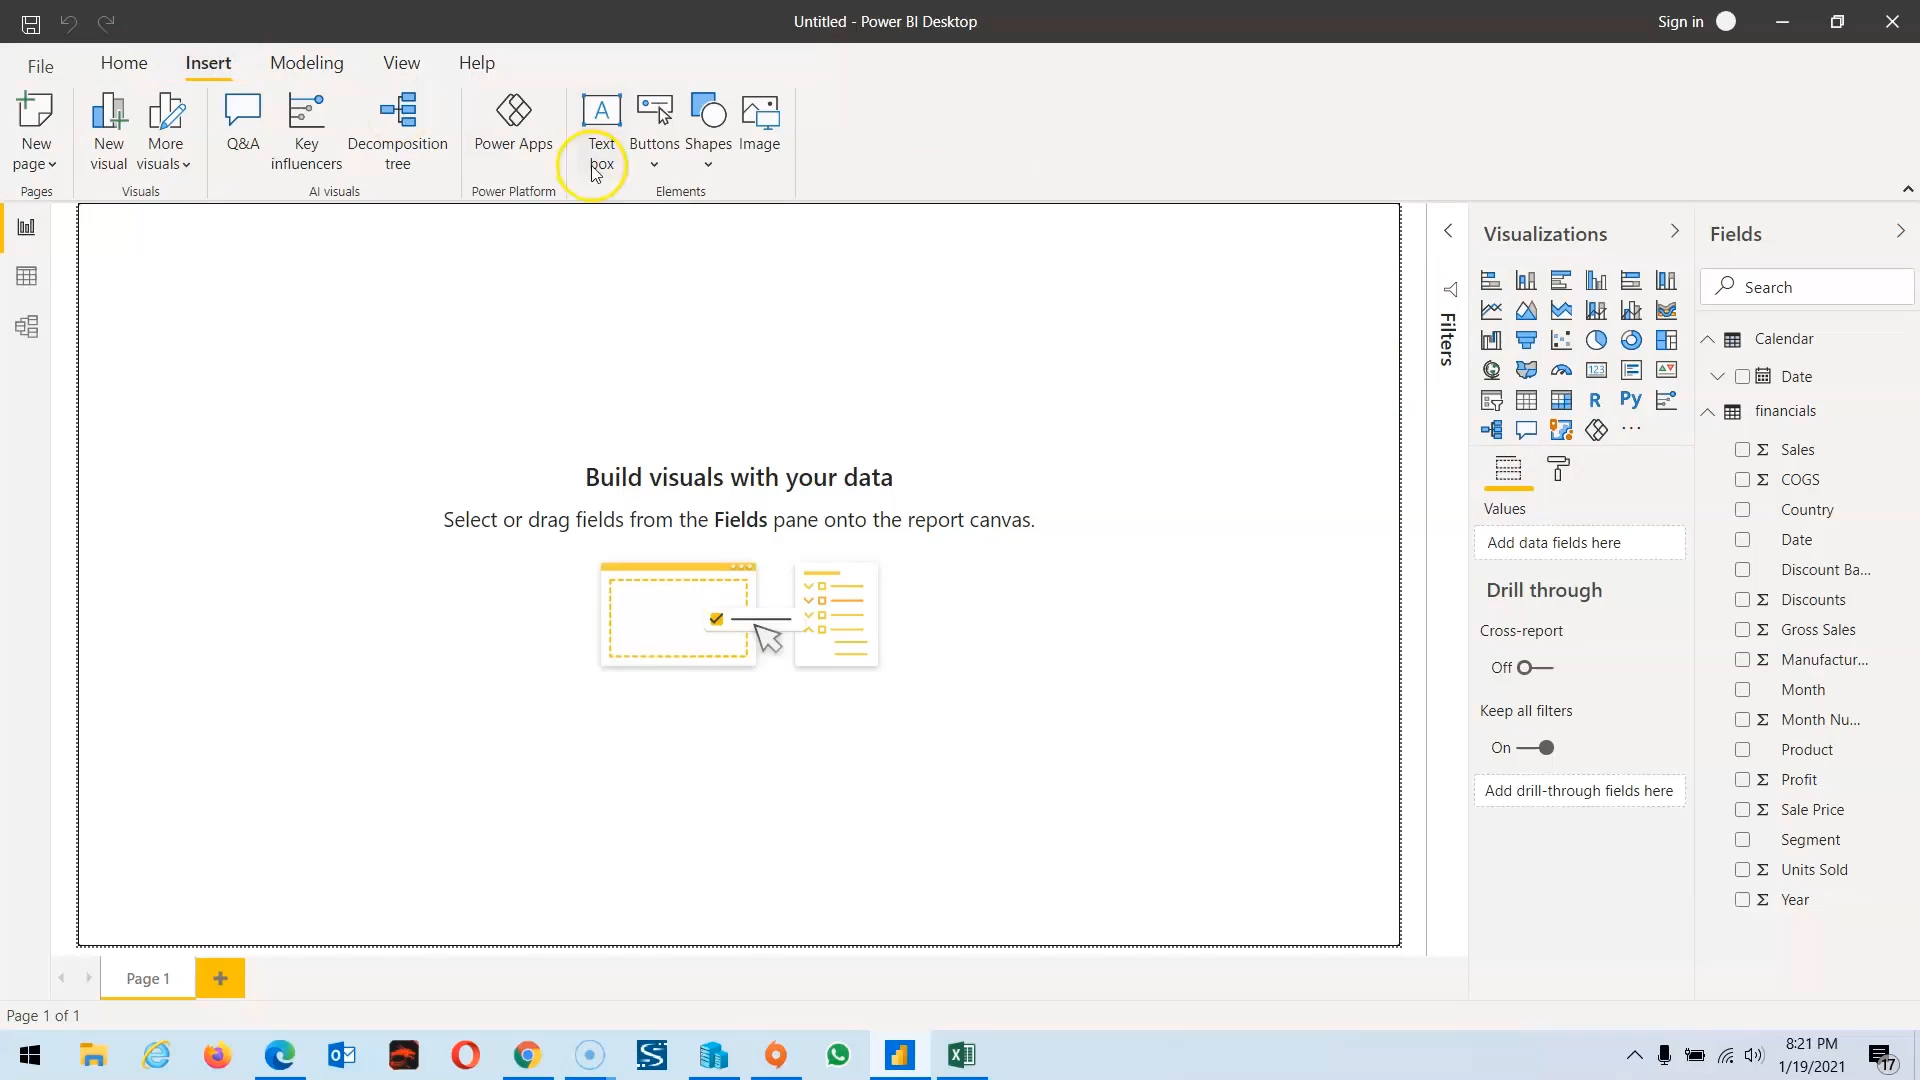 Untitled - Power BI Desktop
Sign in
File
Home
Insert
Modeling
View
Help
New
page
New
visual
More
visuals
Q&A
Key
influencers
Decomposition
tree
Power Apps
Text
box
Buttons
Shapes
Image
Pages
Visuals
AI visuals
Power Platform
Elements
Build visuals with your data
Select or drag fields from the Fields pane onto the report canvas.
Filters
Visualizations
123
R
Py
...
Values
Add data fields here
Drill through
Cross-report
Off
Keep all filters
On
Add drill-through fields here
Fields
Search
Calendar
Date
financials
Sales
COGS
Country
Date
Discount Ba...
Discounts
Gross Sales
Manufactur...
Month
Month Nu...
Product
Profit
Sale Price
Segment
Units Sold
Year
Page 1
Page 1 of 1
8:21 PM
1/19/2021
17